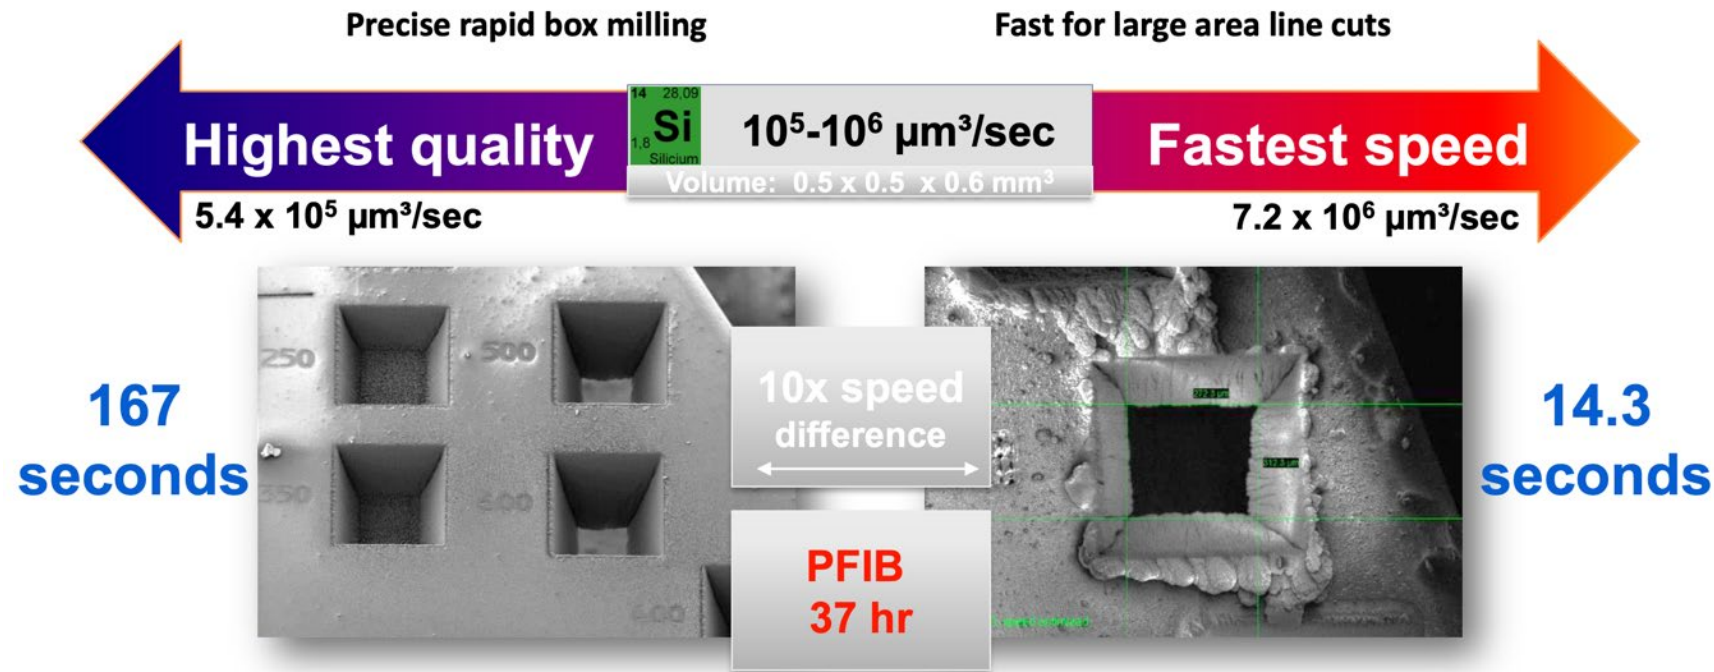 Precise rapid box milling
Fast for large area line cuts
Highest quality
14 28,09
Si
1,8
Silicium
10⁵-10⁶ µm³/sec
Volume: 0.5 x 0.5 x 0.6 mm³
Fastest speed
5.4 x 10⁵ µm³/sec
7.2 x 10⁶ µm³/sec
167
seconds
250
500
350
600
600
10x speed
difference
PFIB
37 hr
14.3
seconds